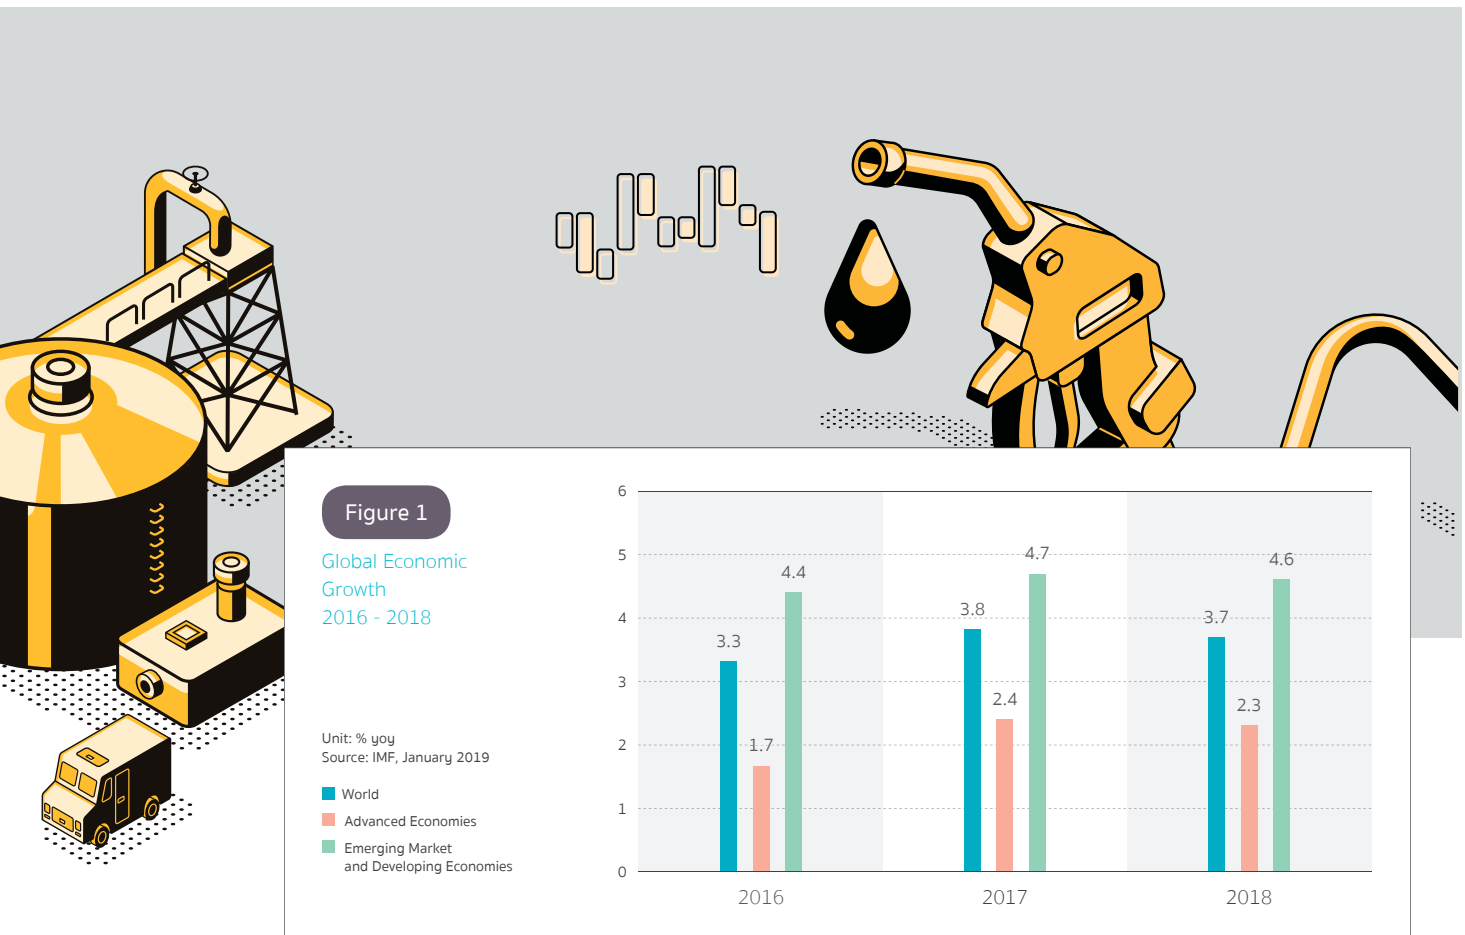 Figure 1
Global Economic
Growth
2016 - 2018
Unit: % yoy
Source: IMF, January 2019
World
Advanced Economies
Emerging Market
and Developing Economies
6
5
4
3
2
1
0
3.3
1.7
4.4
3.8
2.4
4.7
3.7
2.3
4.6
2016
2017
2018